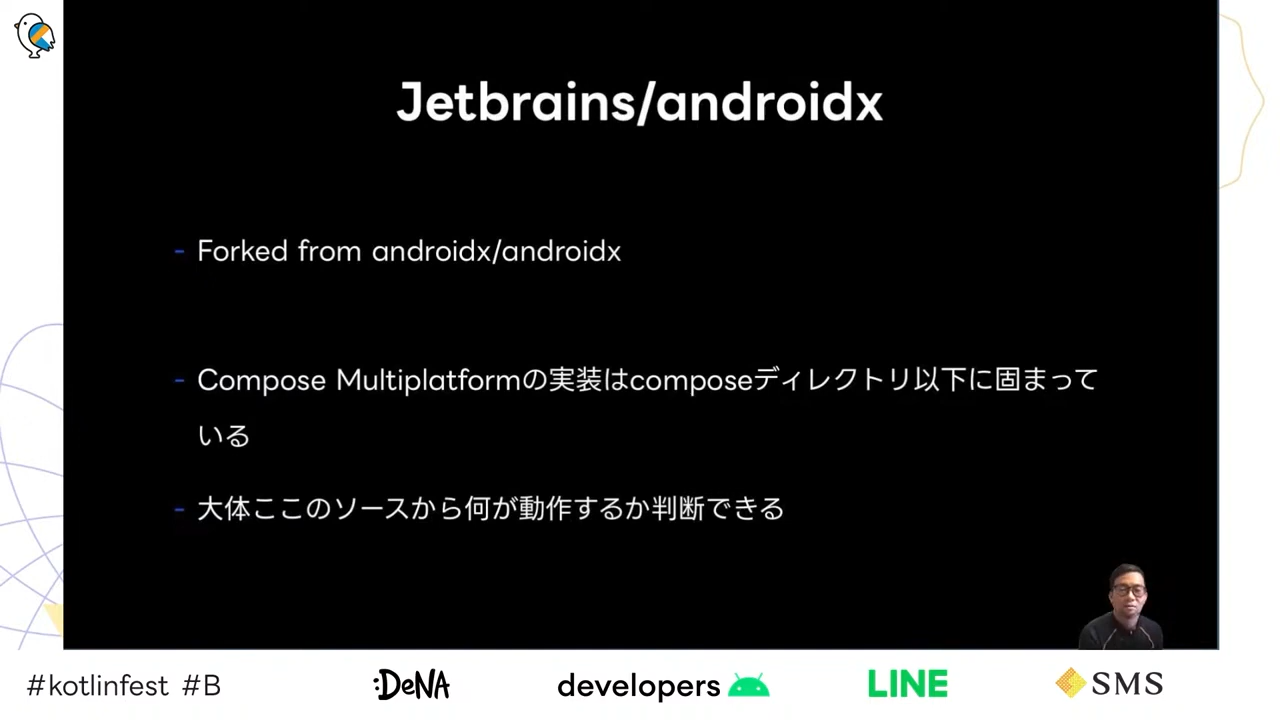 Jetbrains/androidx
- Forked from androidx/androidx
- Compose Multiplatformの実装はcomposeディレクトリ以下に固まって
いる
- 大体ここのソースから何が動作するか判断できる
#kotlinfest #B
:DeNA
developers
LINE
SMS